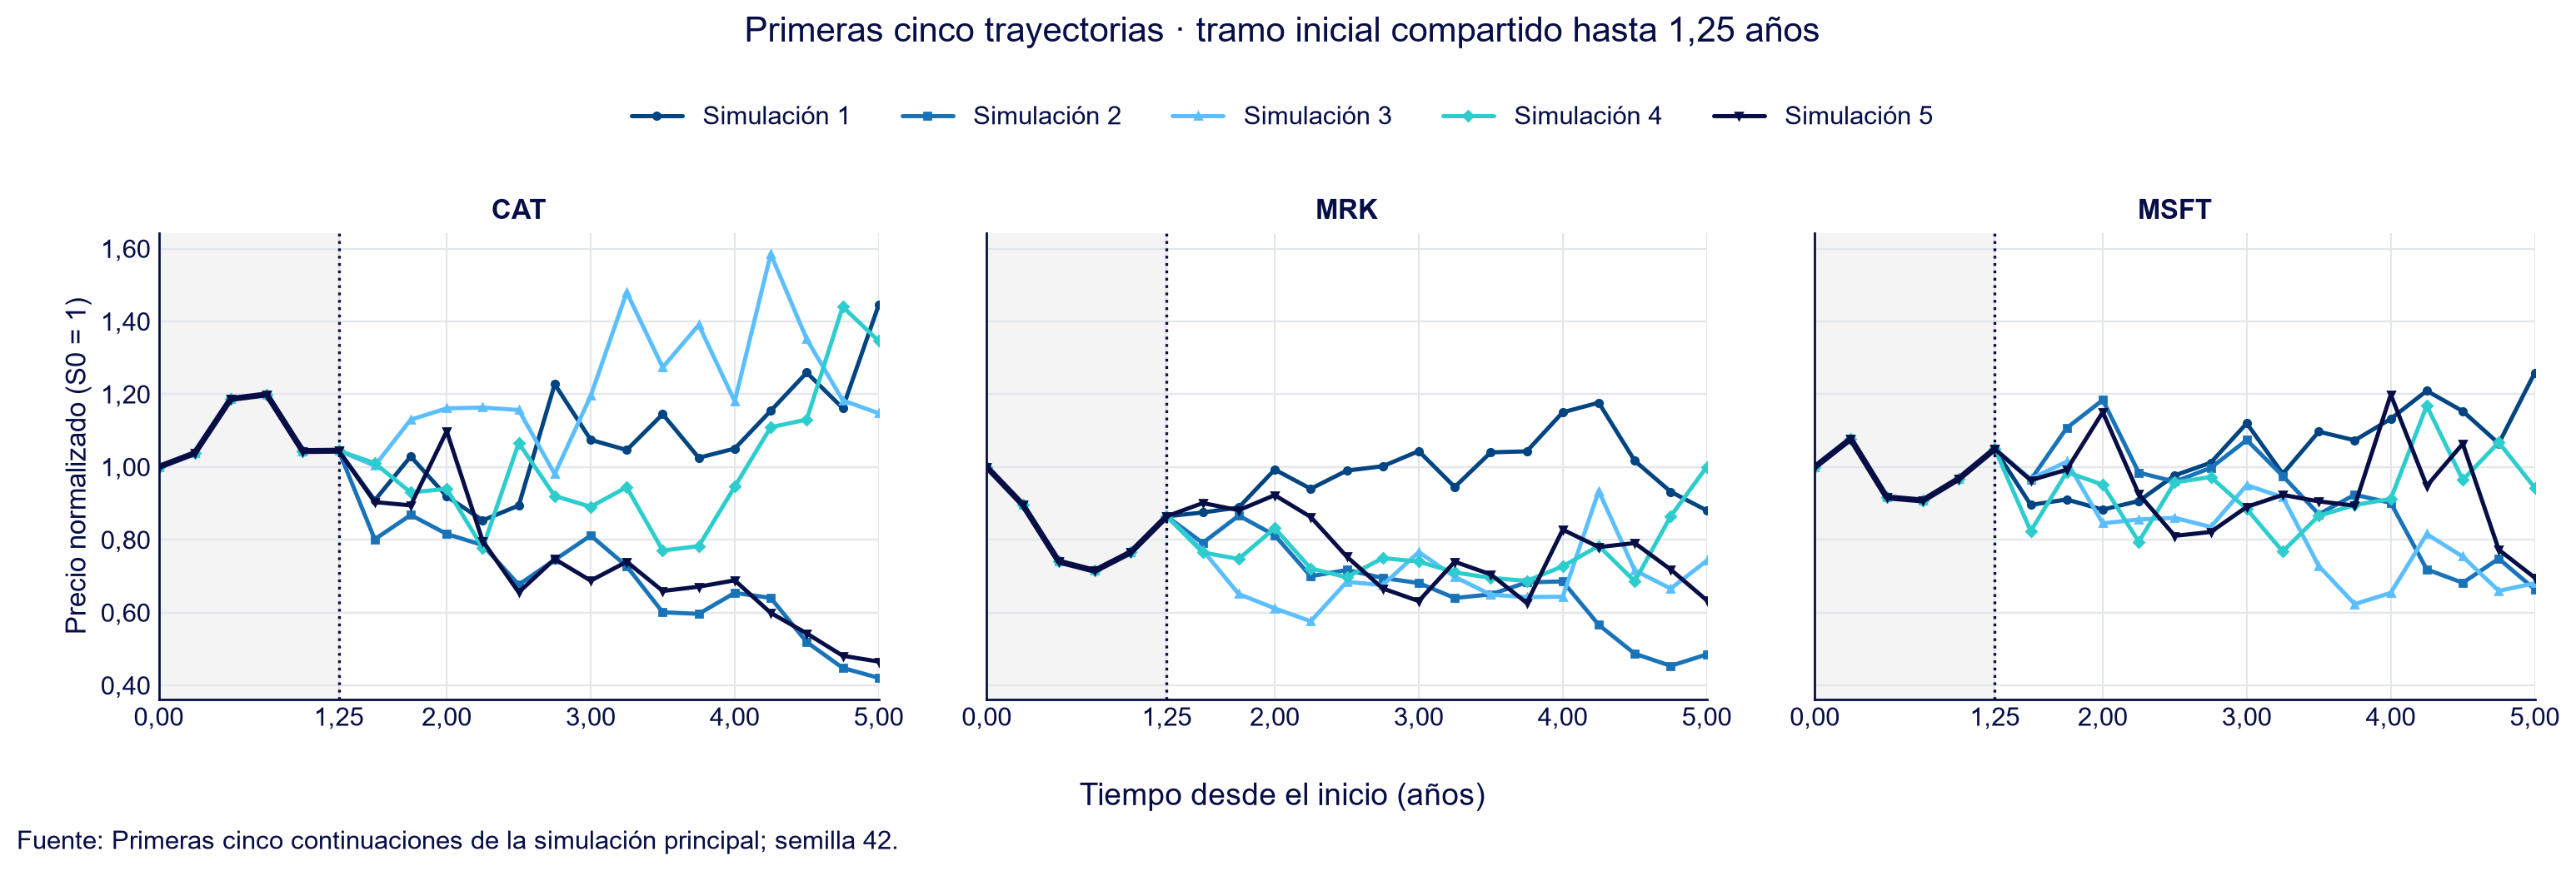 Primeras cinco trayectorias · tramo inicial compartido hasta 1,25 años
Simulación 1 Simulación 2 Simulación 3 Simulación 4 Simulación 5
CAT MRK MSFT
Precio normalizado (S0 = 1)
1,60
1,40
1,20
1,00
0,80
0,60
0,40
0,00 1,25 2,00 3,00 4,00 5,00 0,00 1,25 2,00 3,00 4,00 5,00 0,00 1,25 2,00 3,00 4,00 5,00
Tiempo desde el inicio (años)
Fuente: Primeras cinco continuaciones de la simulación principal; semilla 42.